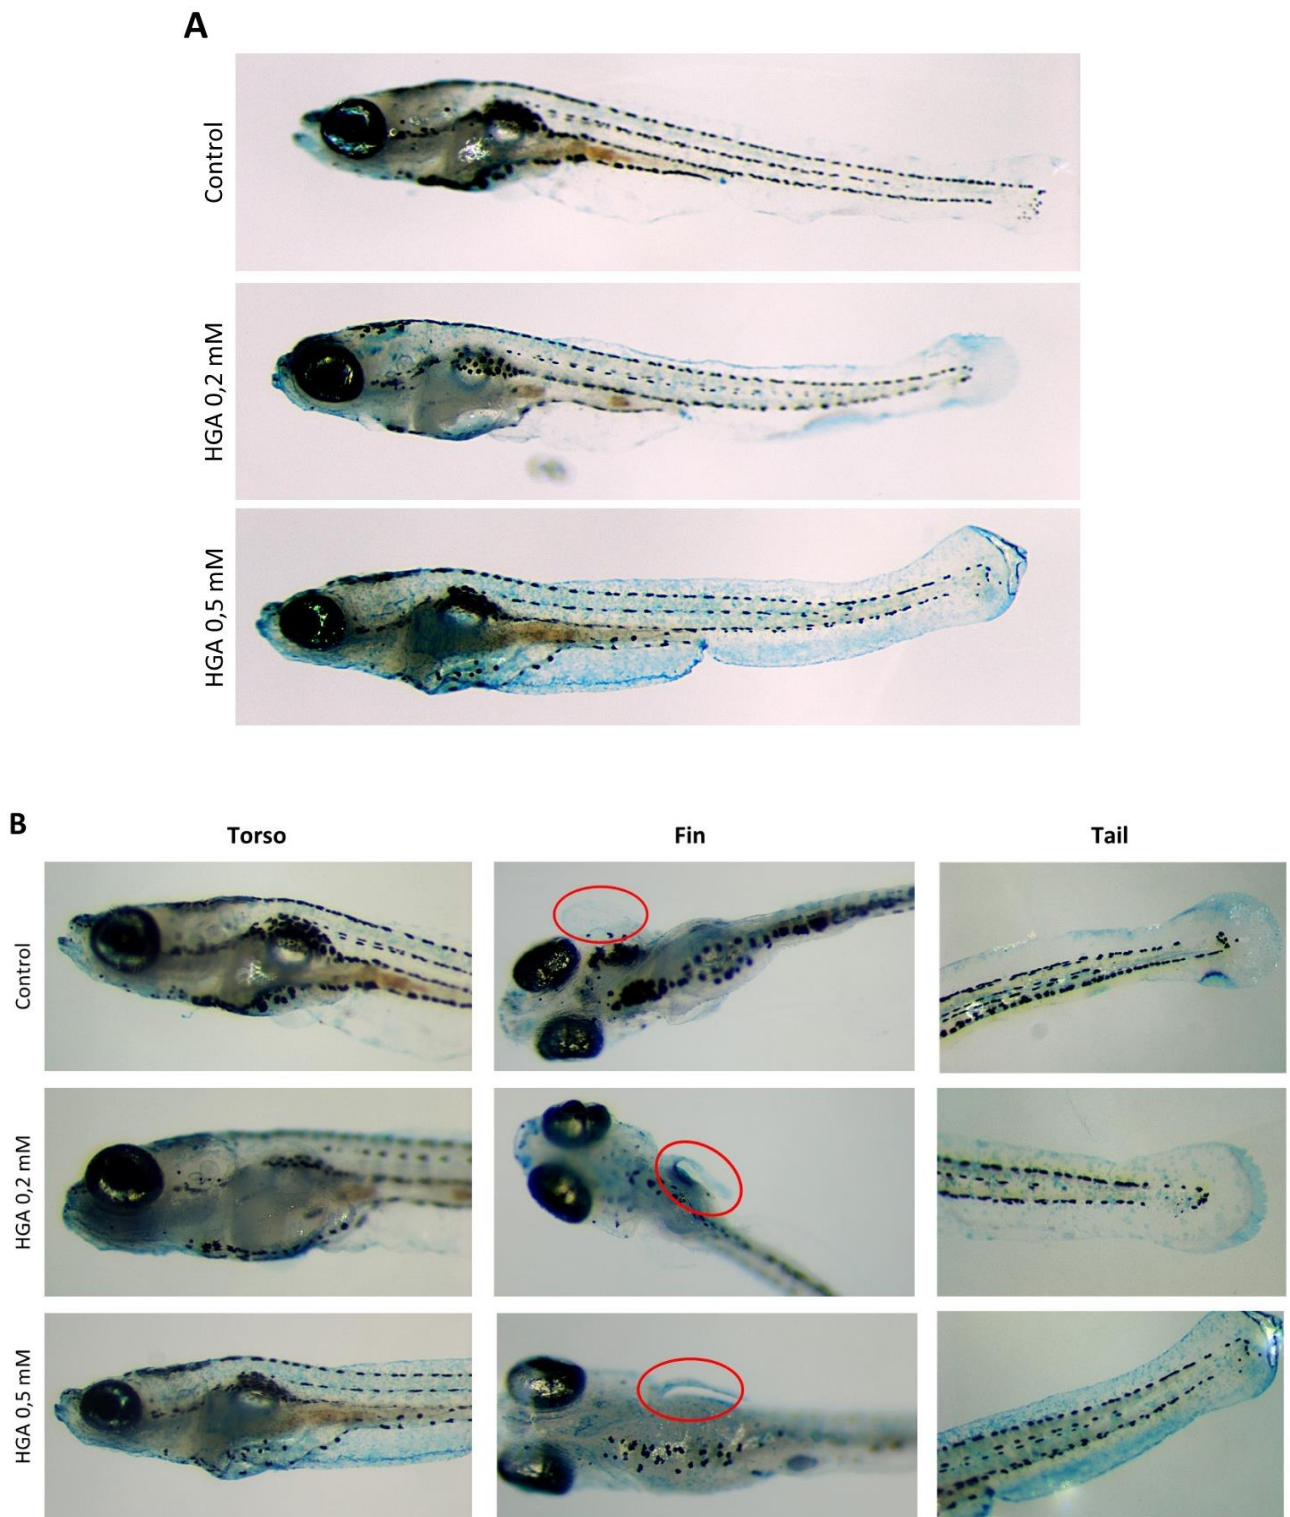 A
Control
HGA 0,2 mM
HGA 0,5 mM
B
Torso
Fin
Tail
Control
HGA 0,2 mM
HGA 0,5 mM